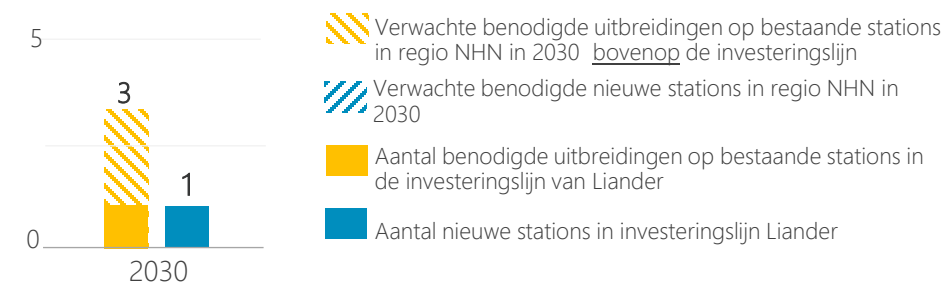 5
3
1
0
2030
Verwachte benodigde uitbreidingen op bestaande stations
in regio NHN in 2030 bovenop de investeringslijn
Verwachte benodigde nieuwe stations in regio NHN in
2030
Aantal benodigde uitbreidingen op bestaande stations in
de investeringslijn van Liander
Aantal nieuwe stations in investeringslijn Liander